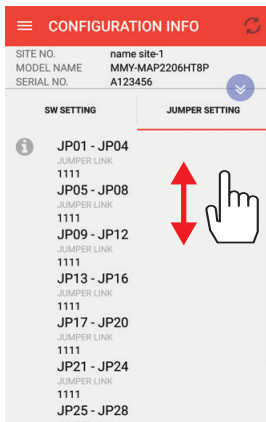 CONFIGURATION INFO
SITE NO. name site-1
MODEL NAME MMY-MAP2206HT8P
SERIAL NO. A123456
SW SETTING JUMPER SETTING
JP01 - JP04
JUMPER LINK
1111
JP05 - JP08
JUMPER LINK
1111
JP09 - JP12
JUMPER LINK
1111
JP13 - JP16
JUMPER LINK
1111
JP17 - JP20
JUMPER LINK
1111
JP21 - JP24
JUMPER LINK
1111
JP25 - JP28